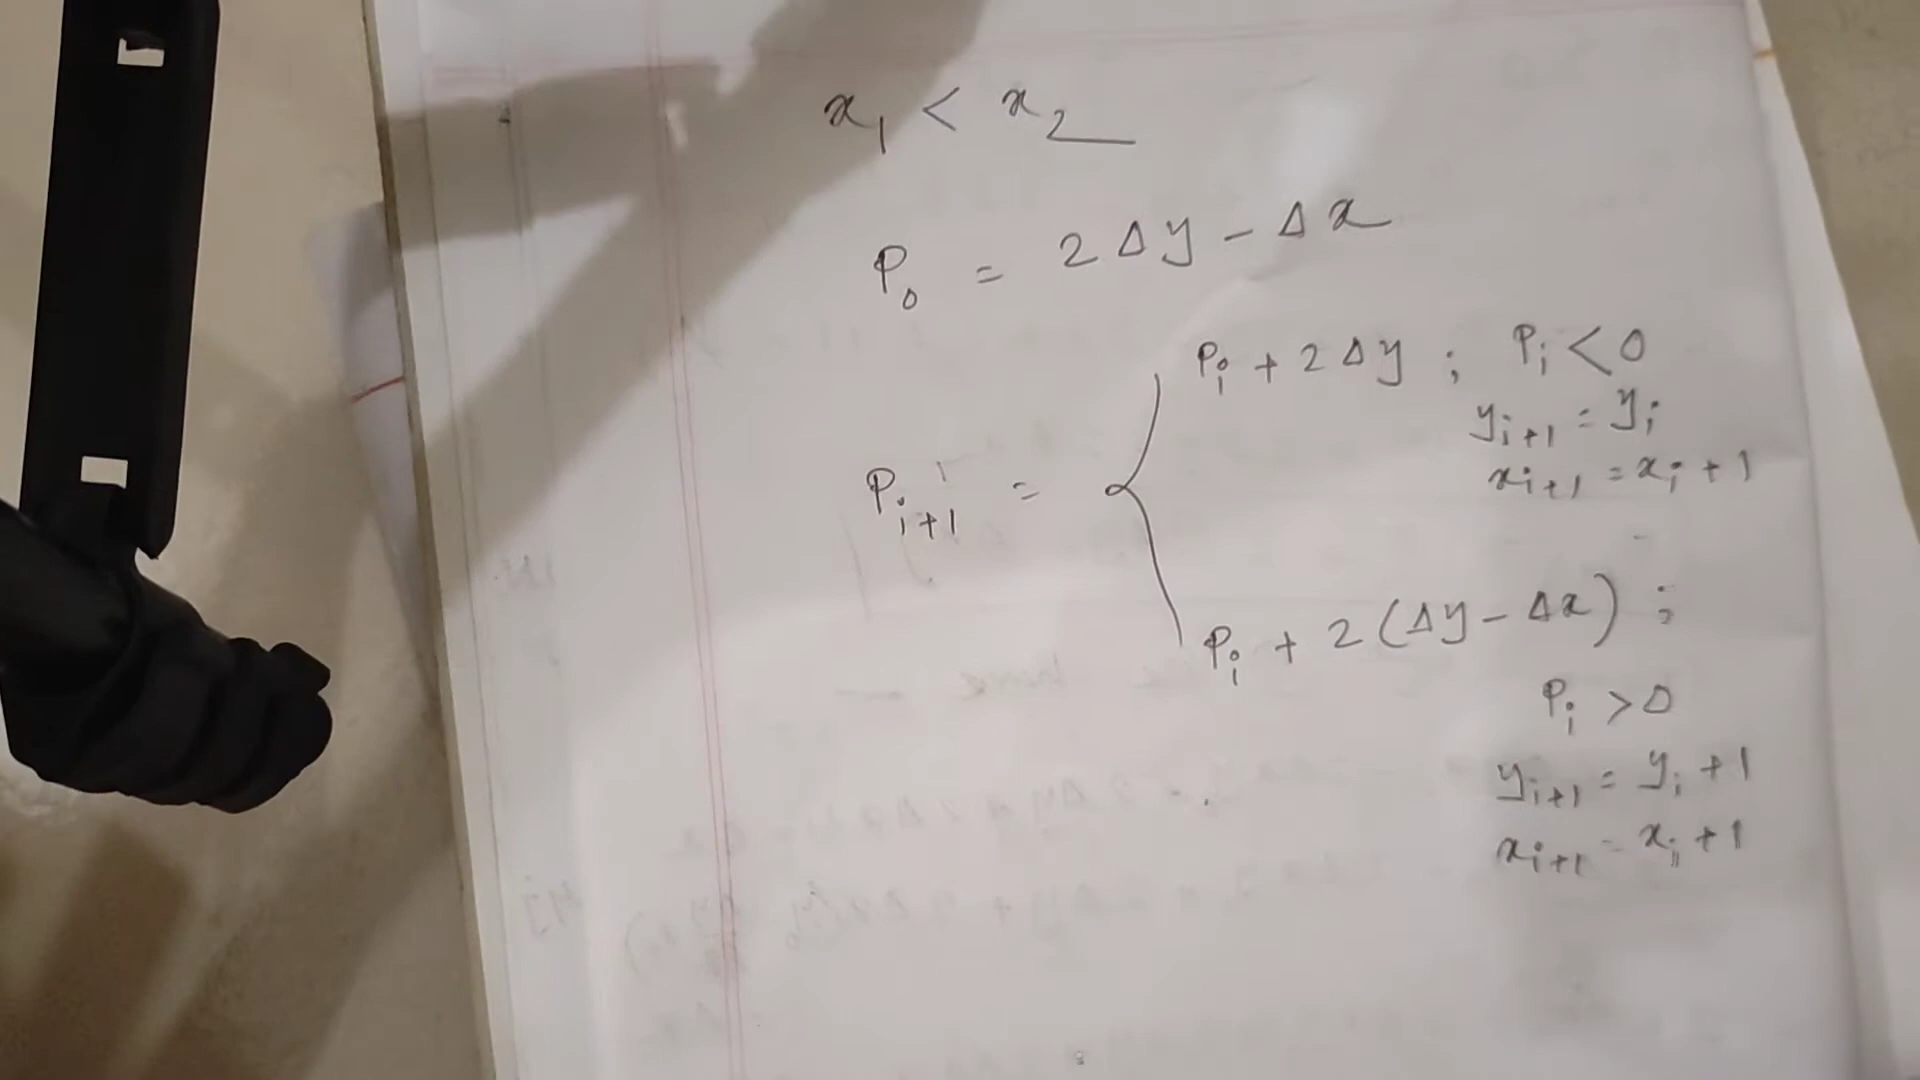 x₁ < x₂
P₀ = 2Δy - Δx
Pᵢ + 2Δy ; Pᵢ < 0
yᵢ₊₁ = yᵢ
xᵢ₊₁ = xᵢ + 1
Pᵢ₊₁ =
Pᵢ + 2(Δy - Δx) ;
Pᵢ > 0
yᵢ₊₁ = yᵢ + 1
xᵢ₊₁ = xᵢ + 1